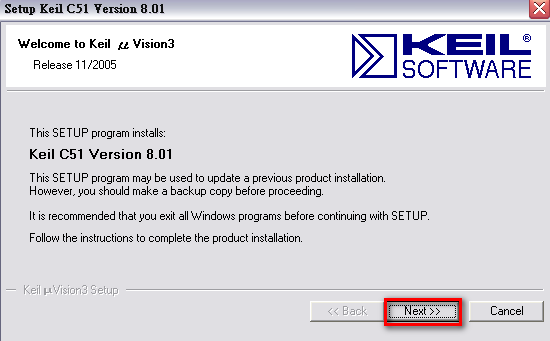 Setup Keil C51 Version 8.01
Welcome to Keil μVision3
Release 11/2005
KEIL®
SOFTWARE
This SETUP program installs:
Keil C51 Version 8.01
This SETUP program may be used to update a previous product installation.
However, you should make a backup copy before proceeding.
It is recommended that you exit all Windows programs before continuing with SETUP.
Follow the instructions to complete the product installation.
Keil μVision3 Setup
<< Back
Next >>
Cancel